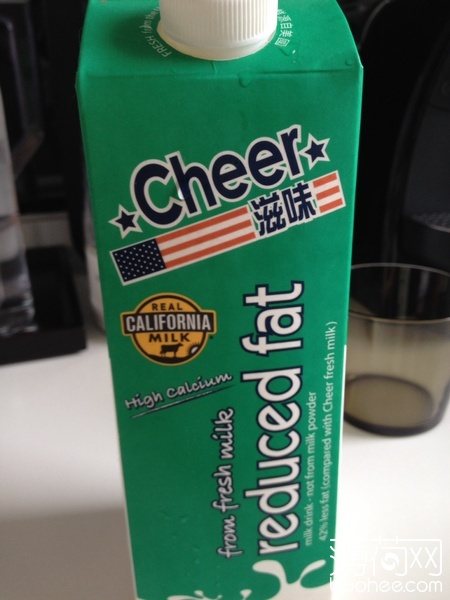 Cheer
滋味
REAL
CALIFORNIA
MILK
High calcium
from fresh milk
reduced fat
milk drink - not from milk powder
42% less fat (compared with Cheer fresh milk)